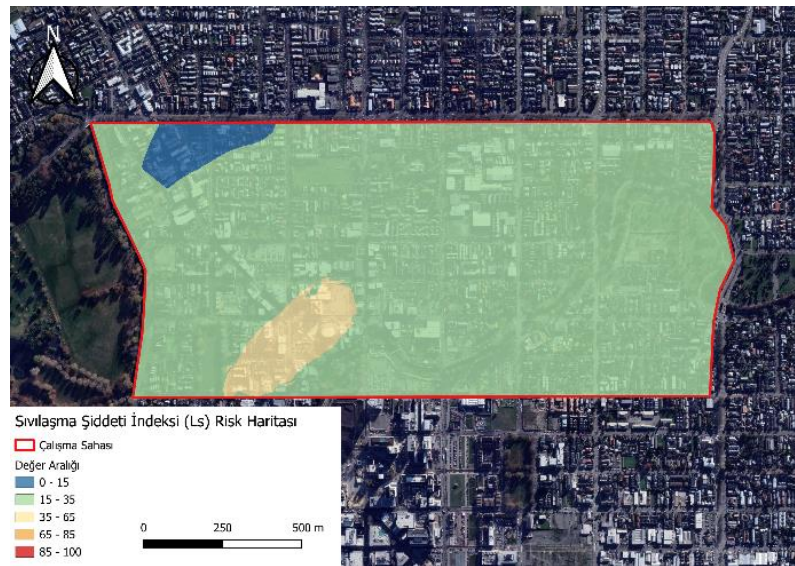 N
Sıvılaşma Şiddeti İndeksi (Ls) Risk Haritası
Çalışma Sahası
Değer Aralığı
0 - 15
15 - 35
35 - 65
65 - 85
85 - 100
0 250 500 m